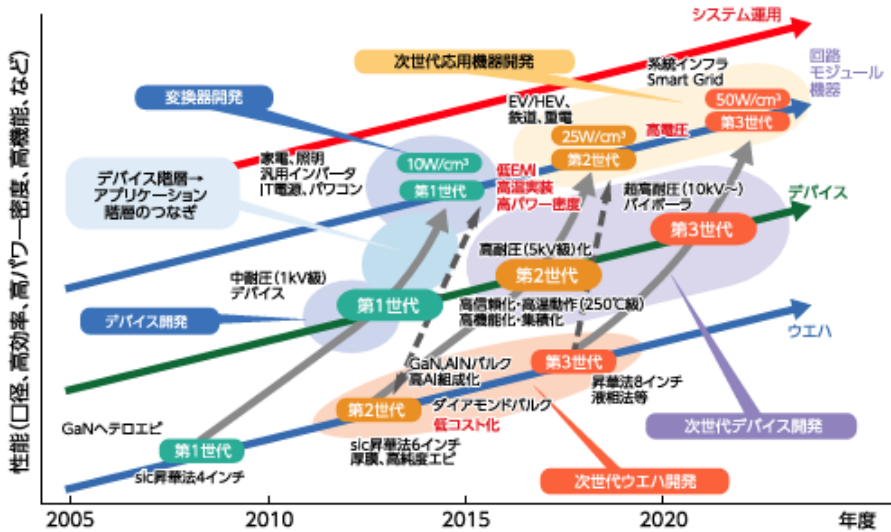 システム運用
次世代応用機器開発
系統インフラ
Smart Grid
回路
モジュール
機器
変換器開発
EV/HEV、
鉄道、重電
50W/cm³
第3世代
25W/cm³
第2世代
高電圧
家電、照明
汎用インバータ
IT電源、パワコン
10W/cm³
第1世代
低EMI
高温実装
高パワー密度
デバイス階層→
アプリケーション
階層のつなぎ
超高耐圧(10kV～)
バイポーラ
デバイス
第3世代
高耐圧(5kV級)化
第2世代
中耐圧(1kV級)
デバイス
第1世代
高信頼化・高温動作(250℃級)
高機能化・集積化
デバイス開発
ウエハ
GaN,AlNバルク
高Al組成化
第3世代
昇華法8インチ
液相法等
ダイアモンドバルク
低コスト化
第2世代
次世代デバイス開発
GaNヘテロエピ
第1世代
sic昇華法4インチ
sic昇華法6インチ
厚膜、高純度エピ
次世代ウエハ開発
性能(口径、高効率、高パワー密度、高機能、など)
2005
2010
2015
2020
年度